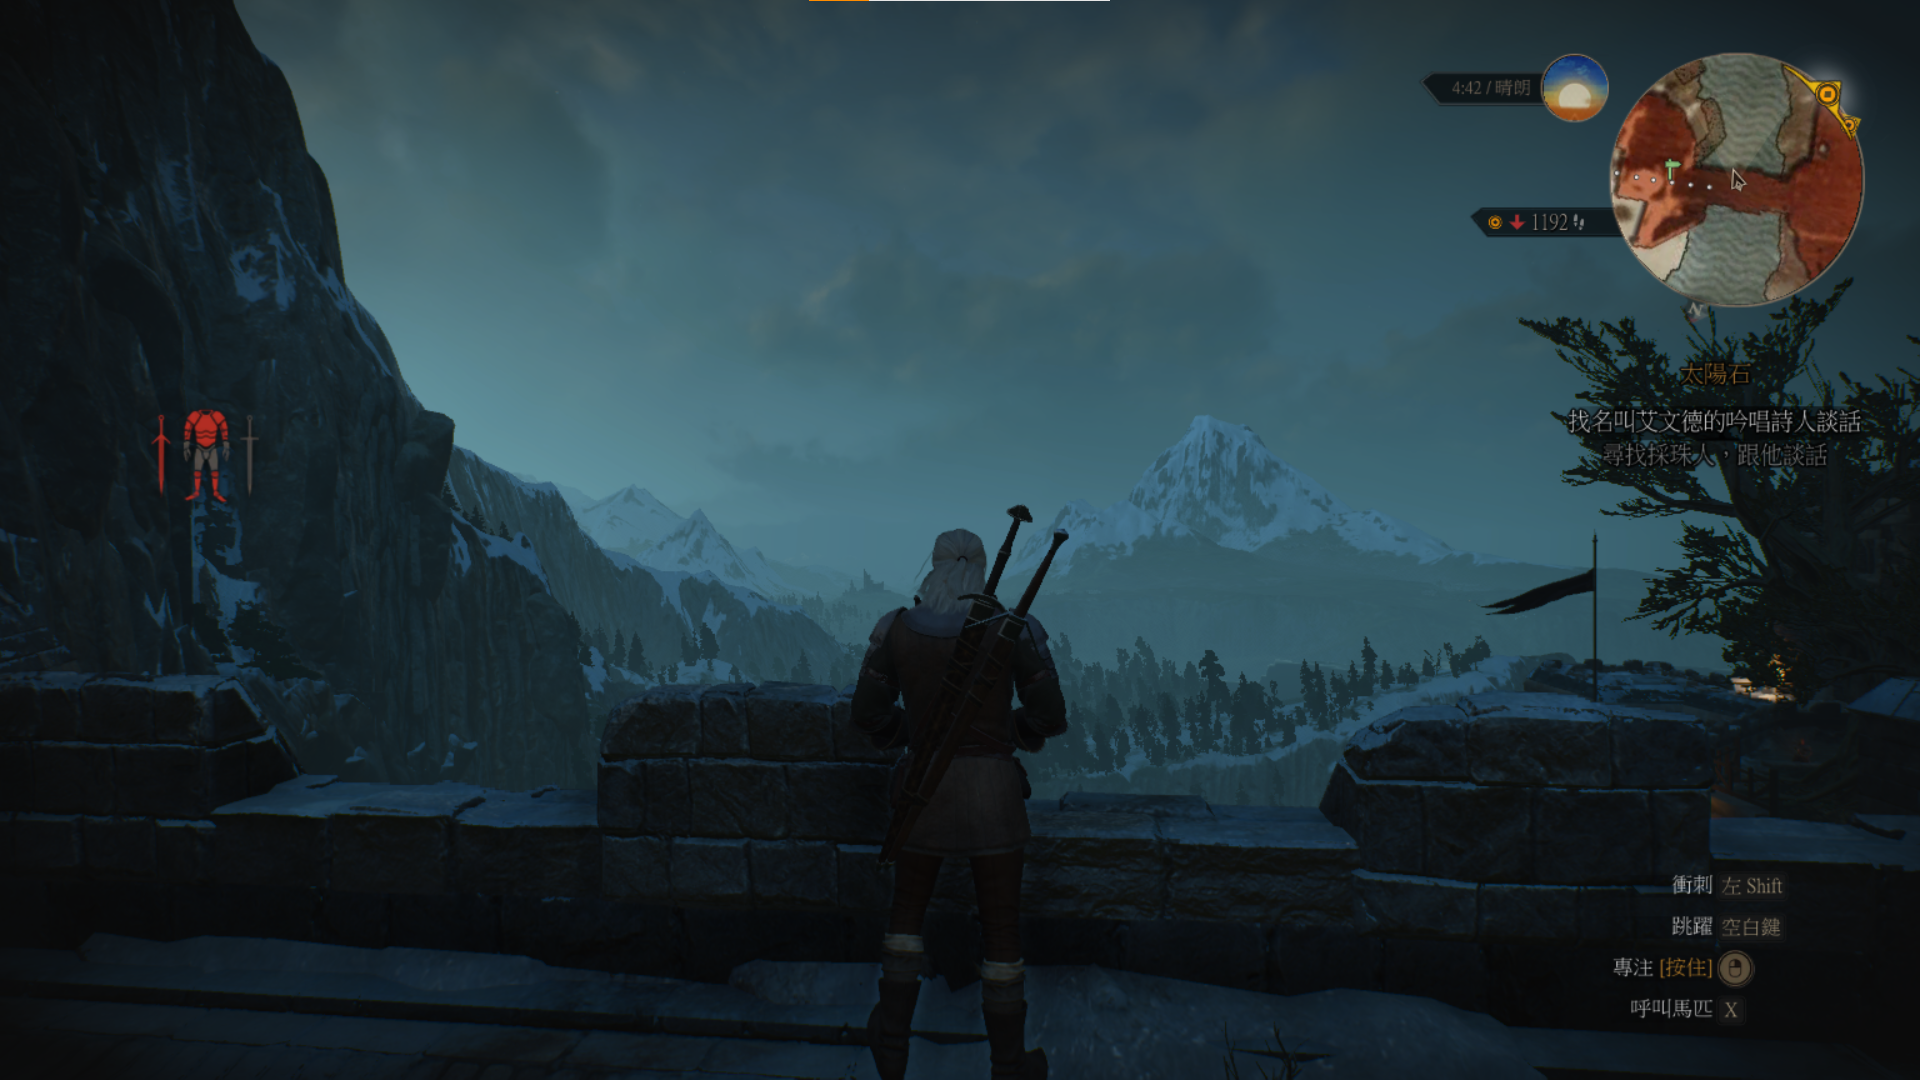 4:42 / 晴朗
1192
N
太陽石
找名叫艾文德的吟唱詩人談話
尋找採珠人，跟他談話
衝刺 左 Shift
跳躍 空白鍵
專注 [按住]
呼叫馬匹 X